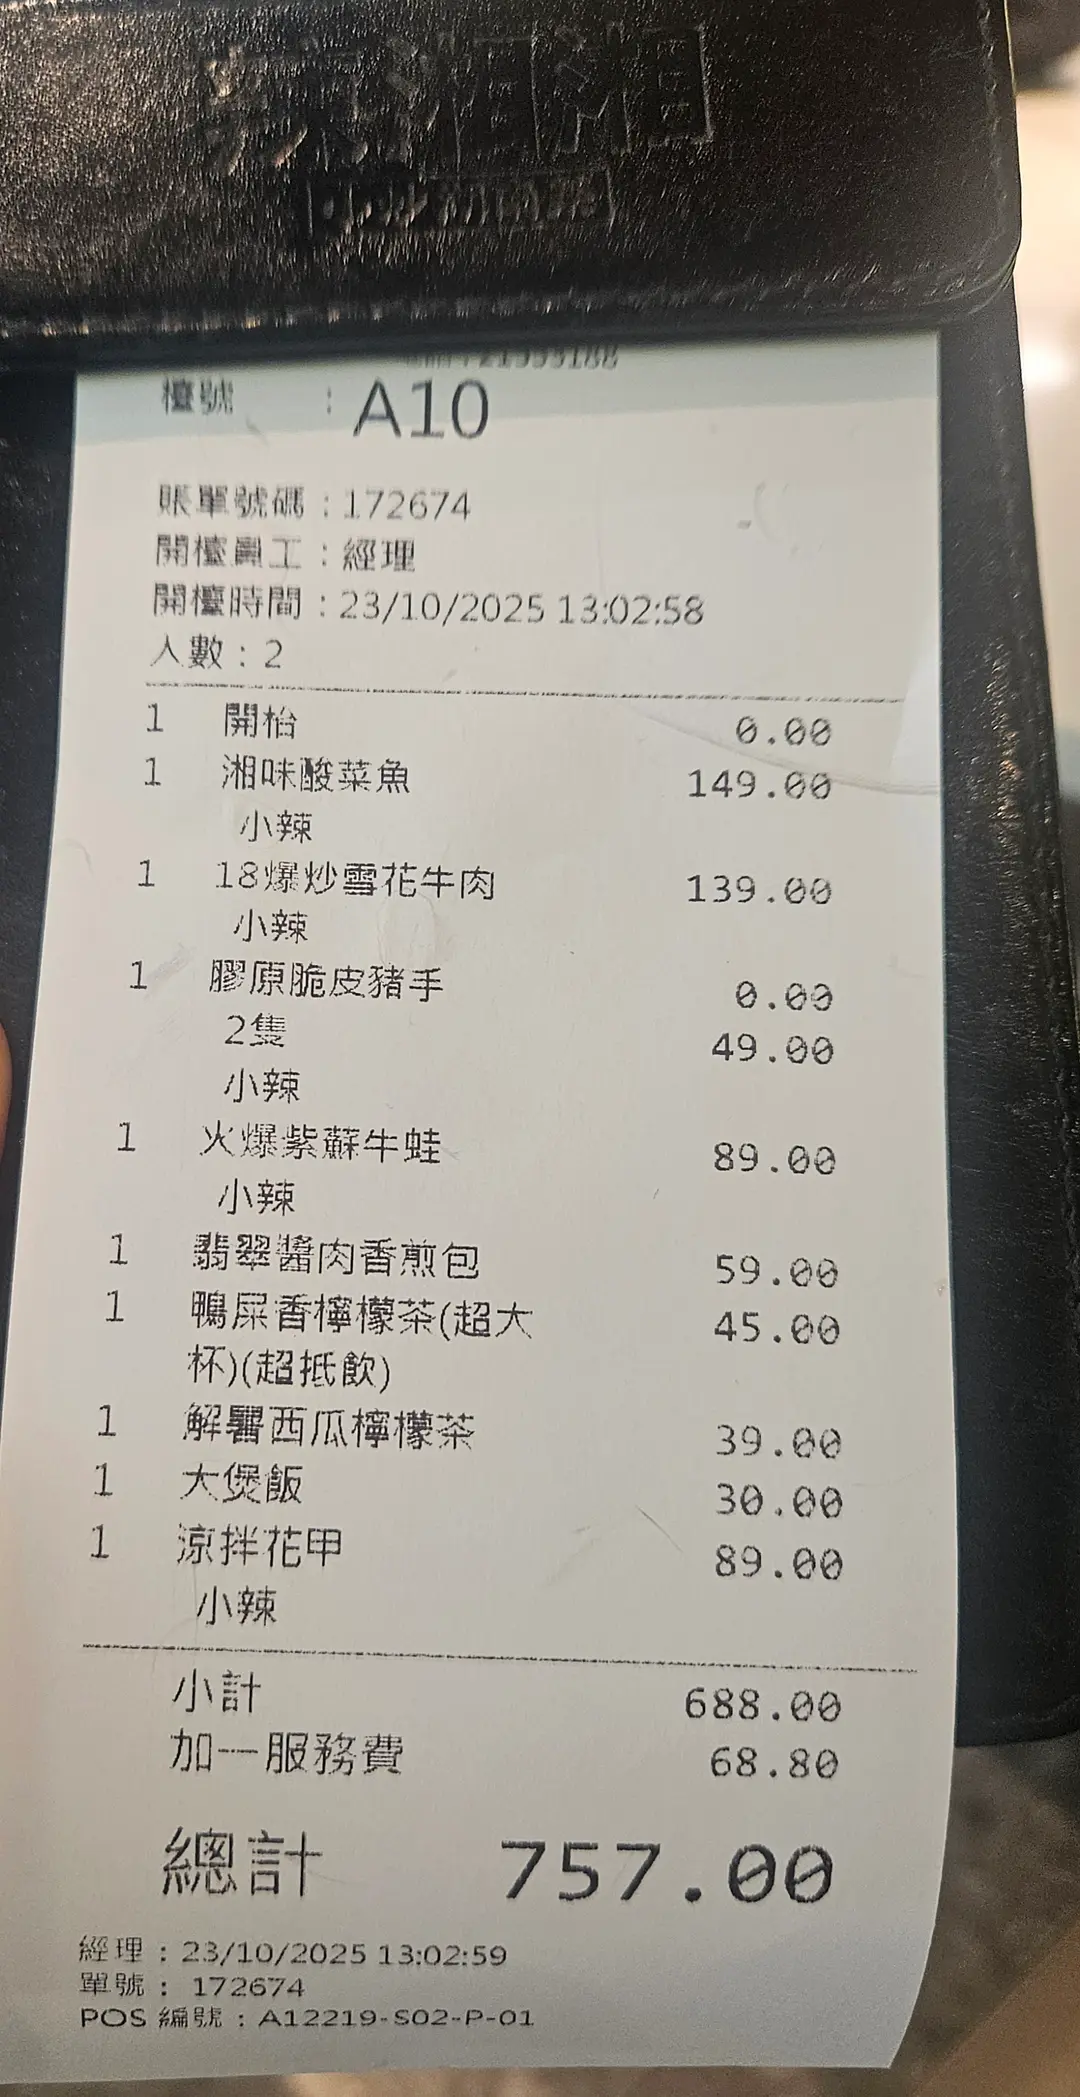 辣湘湘
檯號 : A10
賬單號碼 : 172674
開檯員工 : 經理
開檯時間 : 23/10/2025 13:02:58
人數 : 2
1 開枱 0.00
1 湘味酸菜魚 149.00
小辣
1 18爆炒雪花牛肉 139.00
小辣
1 膠原脆皮豬手 0.00
2隻 49.00
小辣
1 火爆紫蘇牛蛙 89.00
小辣
1 翡翠醬肉香煎包 59.00
1 鴨屎香檸檬茶(超大 45.00
杯)(超抵飲)
1 解暑西瓜檸檬茶 39.00
1 大煲飯 30.00
1 涼拌花甲 89.00
小辣
小計 688.00
加一服務費 68.80
總計 757.00
經理 : 23/10/2025 13:02:59
單號 : 172674
POS 編號 : A12219-S02-P-01